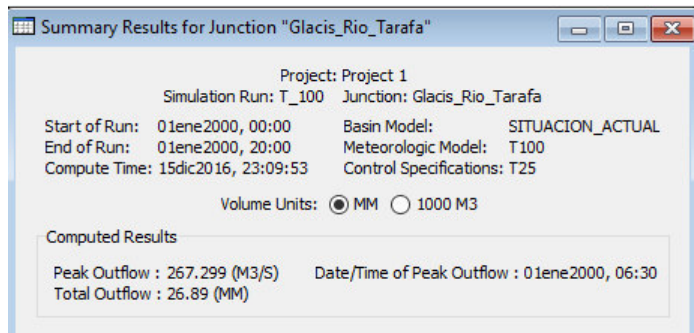 Summary Results for Junction "Glacis_Rio_Tarafa"
Project: Project 1
Simulation Run: T_100 Junction: Glacis_Rio_Tarafa
Start of Run: 01ene2000, 00:00 Basin Model: SITUACION_ACTUAL
End of Run: 01ene2000, 20:00 Meteorologic Model: T100
Compute Time: 15dic2016, 23:09:53 Control Specifications: T25
Volume Units: MM 1000 M3
Computed Results
Peak Outflow : 267.299 (M3/S) Date/Time of Peak Outflow : 01ene2000, 06:30
Total Outflow : 26.89 (MM)